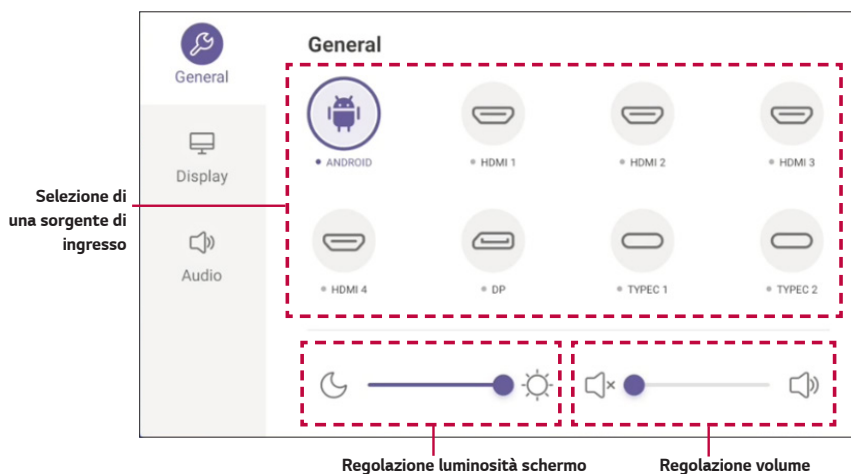 General
General
• ANDROID
• HDMI 1
• HDMI 2
• HDMI 3
Display
Selezione di
una sorgente di
ingresso
Audio
• HDMI 4
• DP
• TYPEC 1
• TYPEC 2
Regolazione luminosità schermo
Regolazione volume